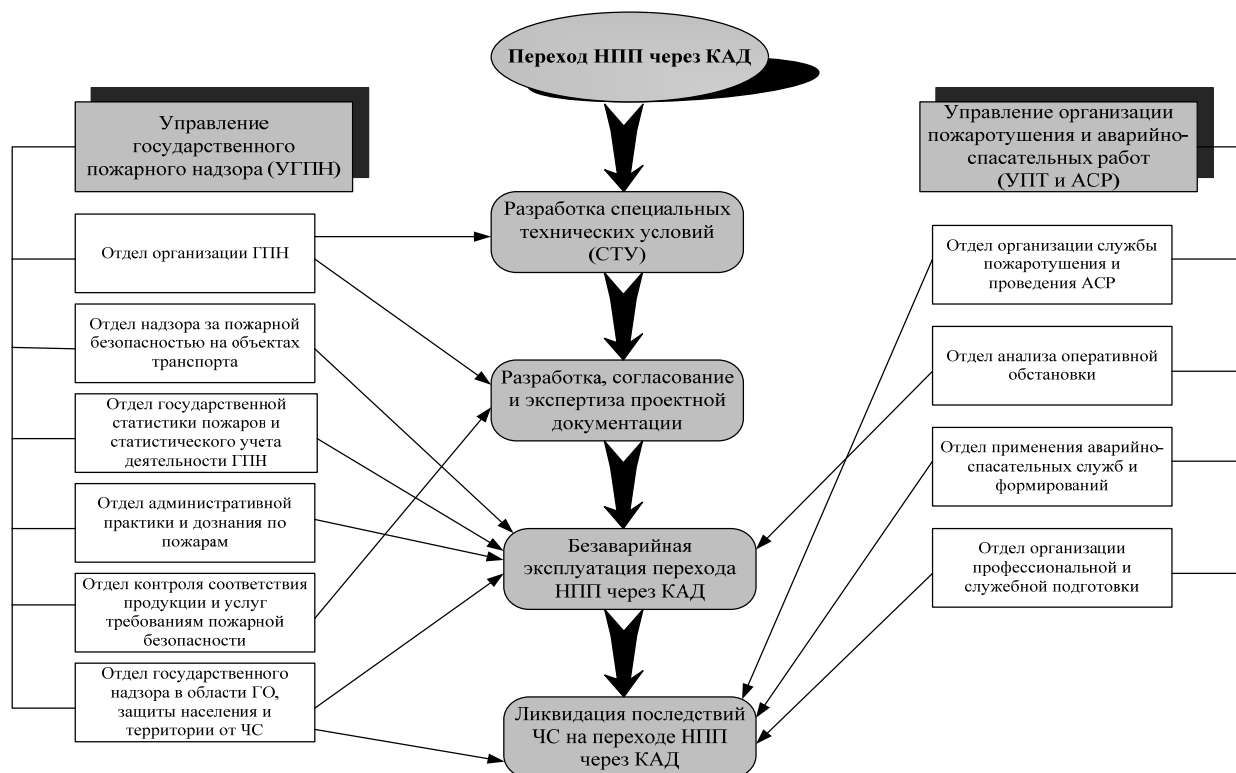 Переход НПП через КАД
Управление
государственного
пожарного надзора (УГПН)
Отдел организации ГПН
Отдел надзора за пожарной
безопасностью на объектах
транспорта
Отдел государственной
статистики пожаров и
статистического учета
деятельности ГПН
Отдел административной
практики и дознания по
пожарам
Отдел контроля соответствия
продукции и услуг
требованиям пожарной
безопасности
Отдел государственного
надзора в области ГО,
защиты населения и
территории от ЧС
Разработка специальных
технических условий
(СТУ)
Разработка, согласование
и экспертиза проектной
документации
Безаварийная
эксплуатация перехода
НПП через КАД
Ликвидация последствий
ЧС на переходе НПП
через КАД
Управление организации
пожаротушения и аварийно-
спасательных работ
(УПТ и АСР)
Отдел организации службы
пожаротушения и
проведения АСР
Отдел анализа оперативной
обстановки
Отдел применения аварийно-
спасательных служб и
формирований
Отдел организации
профессиональной и
служебной подготовки